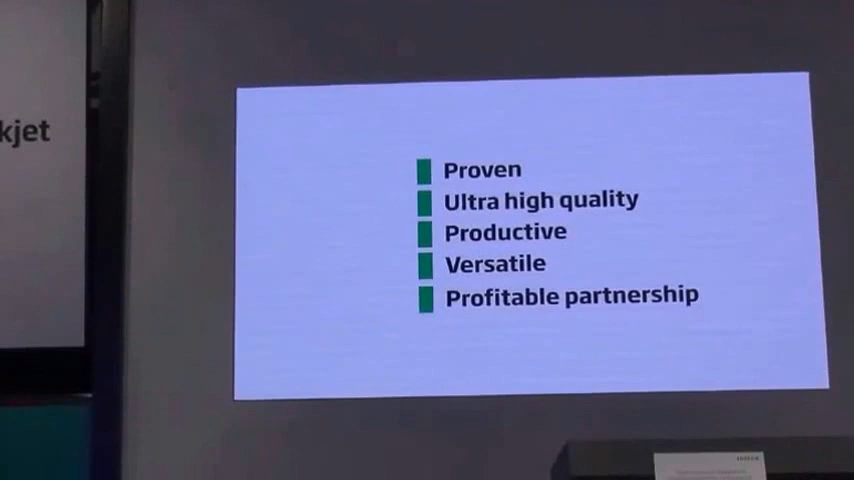 kjet
Proven
Ultra high quality
Productive
Versatile
Profitable partnership